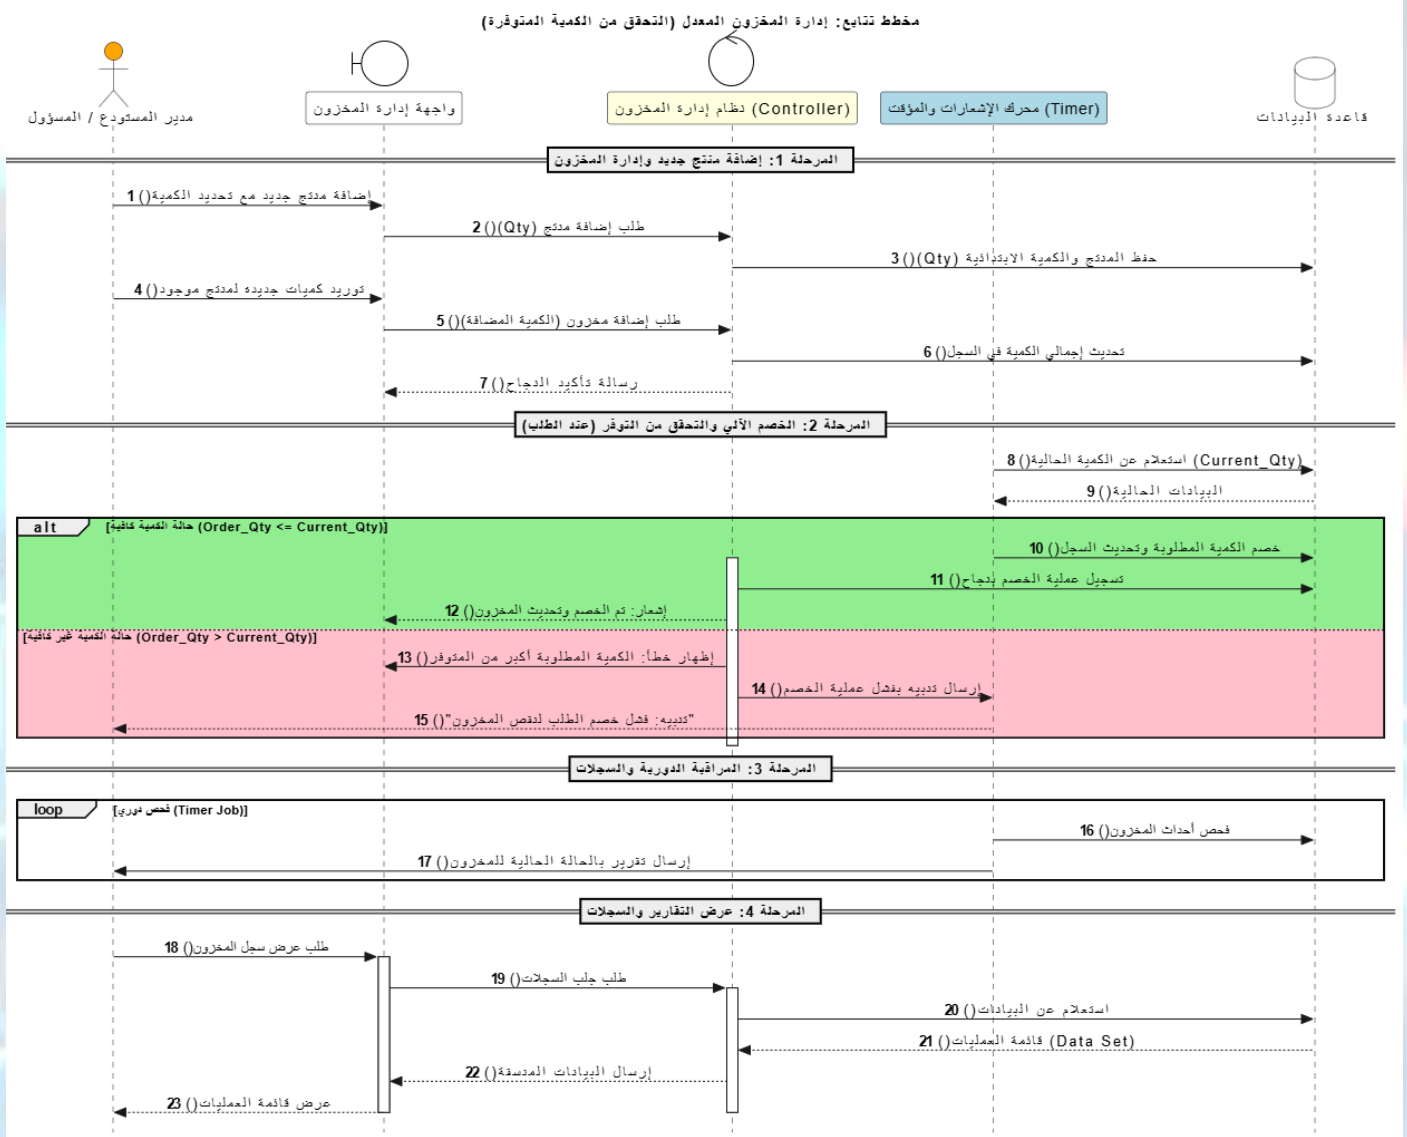 مخطط تتابع: إدارة المخزون المعدل (التحقق من الكمية المتوفرة)
مدير المستودع / المسؤول
واجهة إدارة المخزون
نظام إدارة المخزون (Controller)
محرك الإشعارات والمؤقت (Timer)
قاعدة البيانات
المرحلة 1: إضافة منتج جديد وإدارة المخزون
1 إضافة منتج جديد مع تحديد الكمية()
2 طلب إضافة منتج (Qty)()
3 حفظ المنتج والكمية الابتدائية (Qty)()
4 توريد كميات جديدة لمنتج موجود()
5 طلب إضافة مخزون (الكمية المضافة)()
6 تحديث إجمالي الكمية في السجل()
7 رسالة تأكيد النجاح()
المرحلة 2: الخصم الآلي والتحقق من التوفر (عند الطلب)
8 استعلام عن الكمية الحالية (Current_Qty)()
9 البيانات الحالية()
alt [حالة الكمية كافية (Order_Qty <= Current_Qty)]
10 خصم الكمية المطلوبة وتحديث السجل()
11 تسجيل عملية الخصم بنجاح()
12 إشعار: تم الخصم وتحديث المخزون()
[حالة الكمية غير كافية (Order_Qty > Current_Qty)]
13 إظهار خطأ: الكمية المطلوبة أكبر من المتوفر()
14 إرسال تنبيه بفشل عملية الخصم()
15 "تنبيه: فشل خصم الطلب لنقص المخزون"()
المرحلة 3: المراقبة الدورية والسجلات
loop [فحص دوري (Timer Job)]
16 فحص أحداث المخزون()
17 إرسال تقرير بالحالة الحالية للمخزون()
المرحلة 4: عرض التقارير والسجلات
18 طلب عرض سجل المخزون()
19 طلب جلب السجلات()
20 استعلام عن البيانات()
21 قائمة العمليات (Data Set)()
22 إرسال البيانات المنسقة()
23 عرض قائمة العمليات()